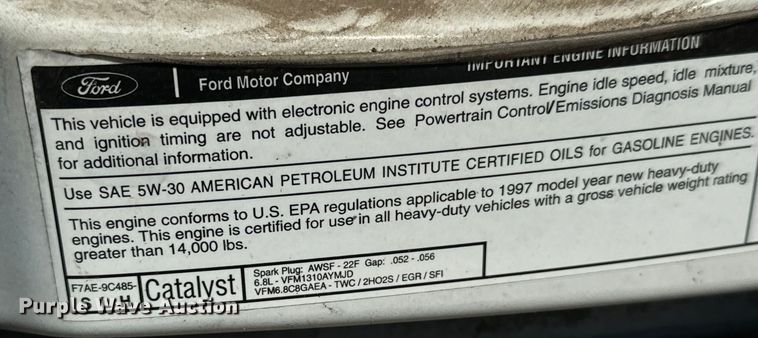 Ford
Ford Motor Company
IMPORTANT ENGINE INFORMATION
This vehicle is equipped with electronic engine control systems. Engine idle speed, idle mixture,
and ignition timing are not adjustable. See Powertrain Control/Emissions Diagnosis Manual
for additional information.
Use SAE 5W-30 AMERICAN PETROLEUM INSTITUTE CERTIFIED OILS for GASOLINE ENGINES.
This engine conforms to U.S. EPA regulations applicable to 1997 model year new heavy-duty
engines. This engine is certified for use in all heavy-duty vehicles with a gross vehicle weight rating
greater than 14,000 lbs.
F7AE-9C485-
Catalyst
Spark Plug: AWSF - 22F Gap: .052 - .056
6.8L - VFM1310AYMJD
VFM6.8C8GAEA - TWC / 2HO2S / EGR / SFI
Purple Wave Auction